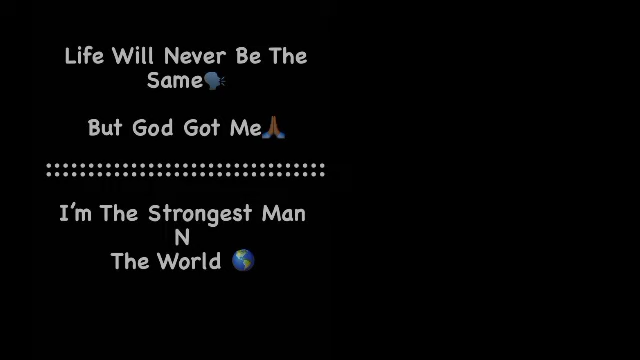 Life Will Never Be The
Same🗣️
But God Got Me🙏🏾
::::::::::::::::::::::::::::::::
I'm The Strongest Man
N
The World 🌎